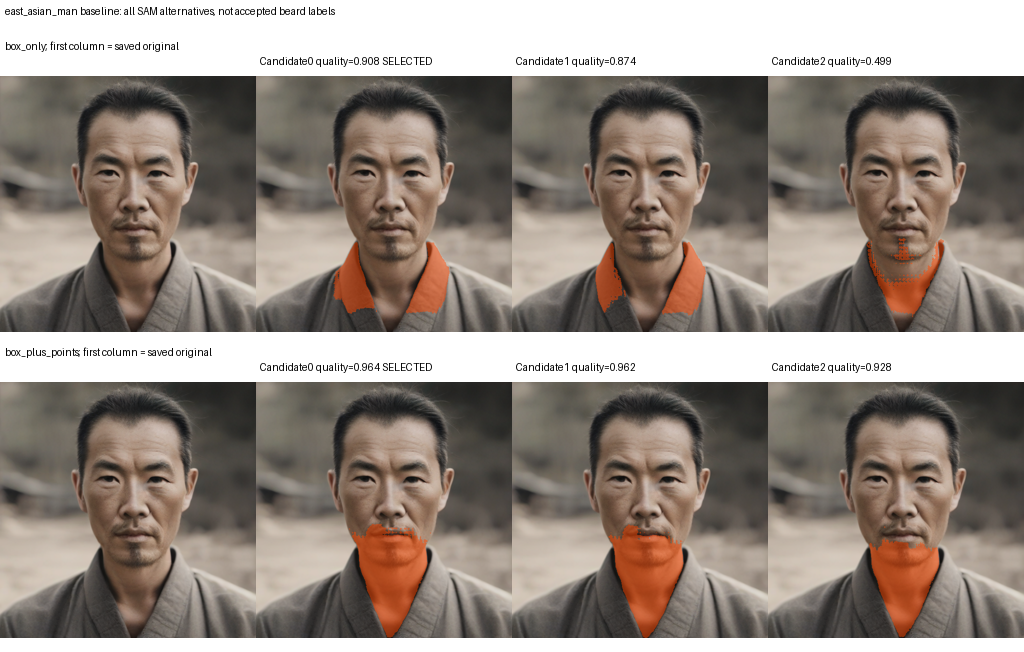 east_asian_man baseline: all SAM alternatives, not accepted beard labels
box_only; first column = saved original
Candidate0 quality=0.908 SELECTED
Candidate1 quality=0.874
Candidate2 quality=0.499
box_plus_points; first column = saved original
Candidate0 quality=0.964 SELECTED
Candidate1 quality=0.962
Candidate2 quality=0.928